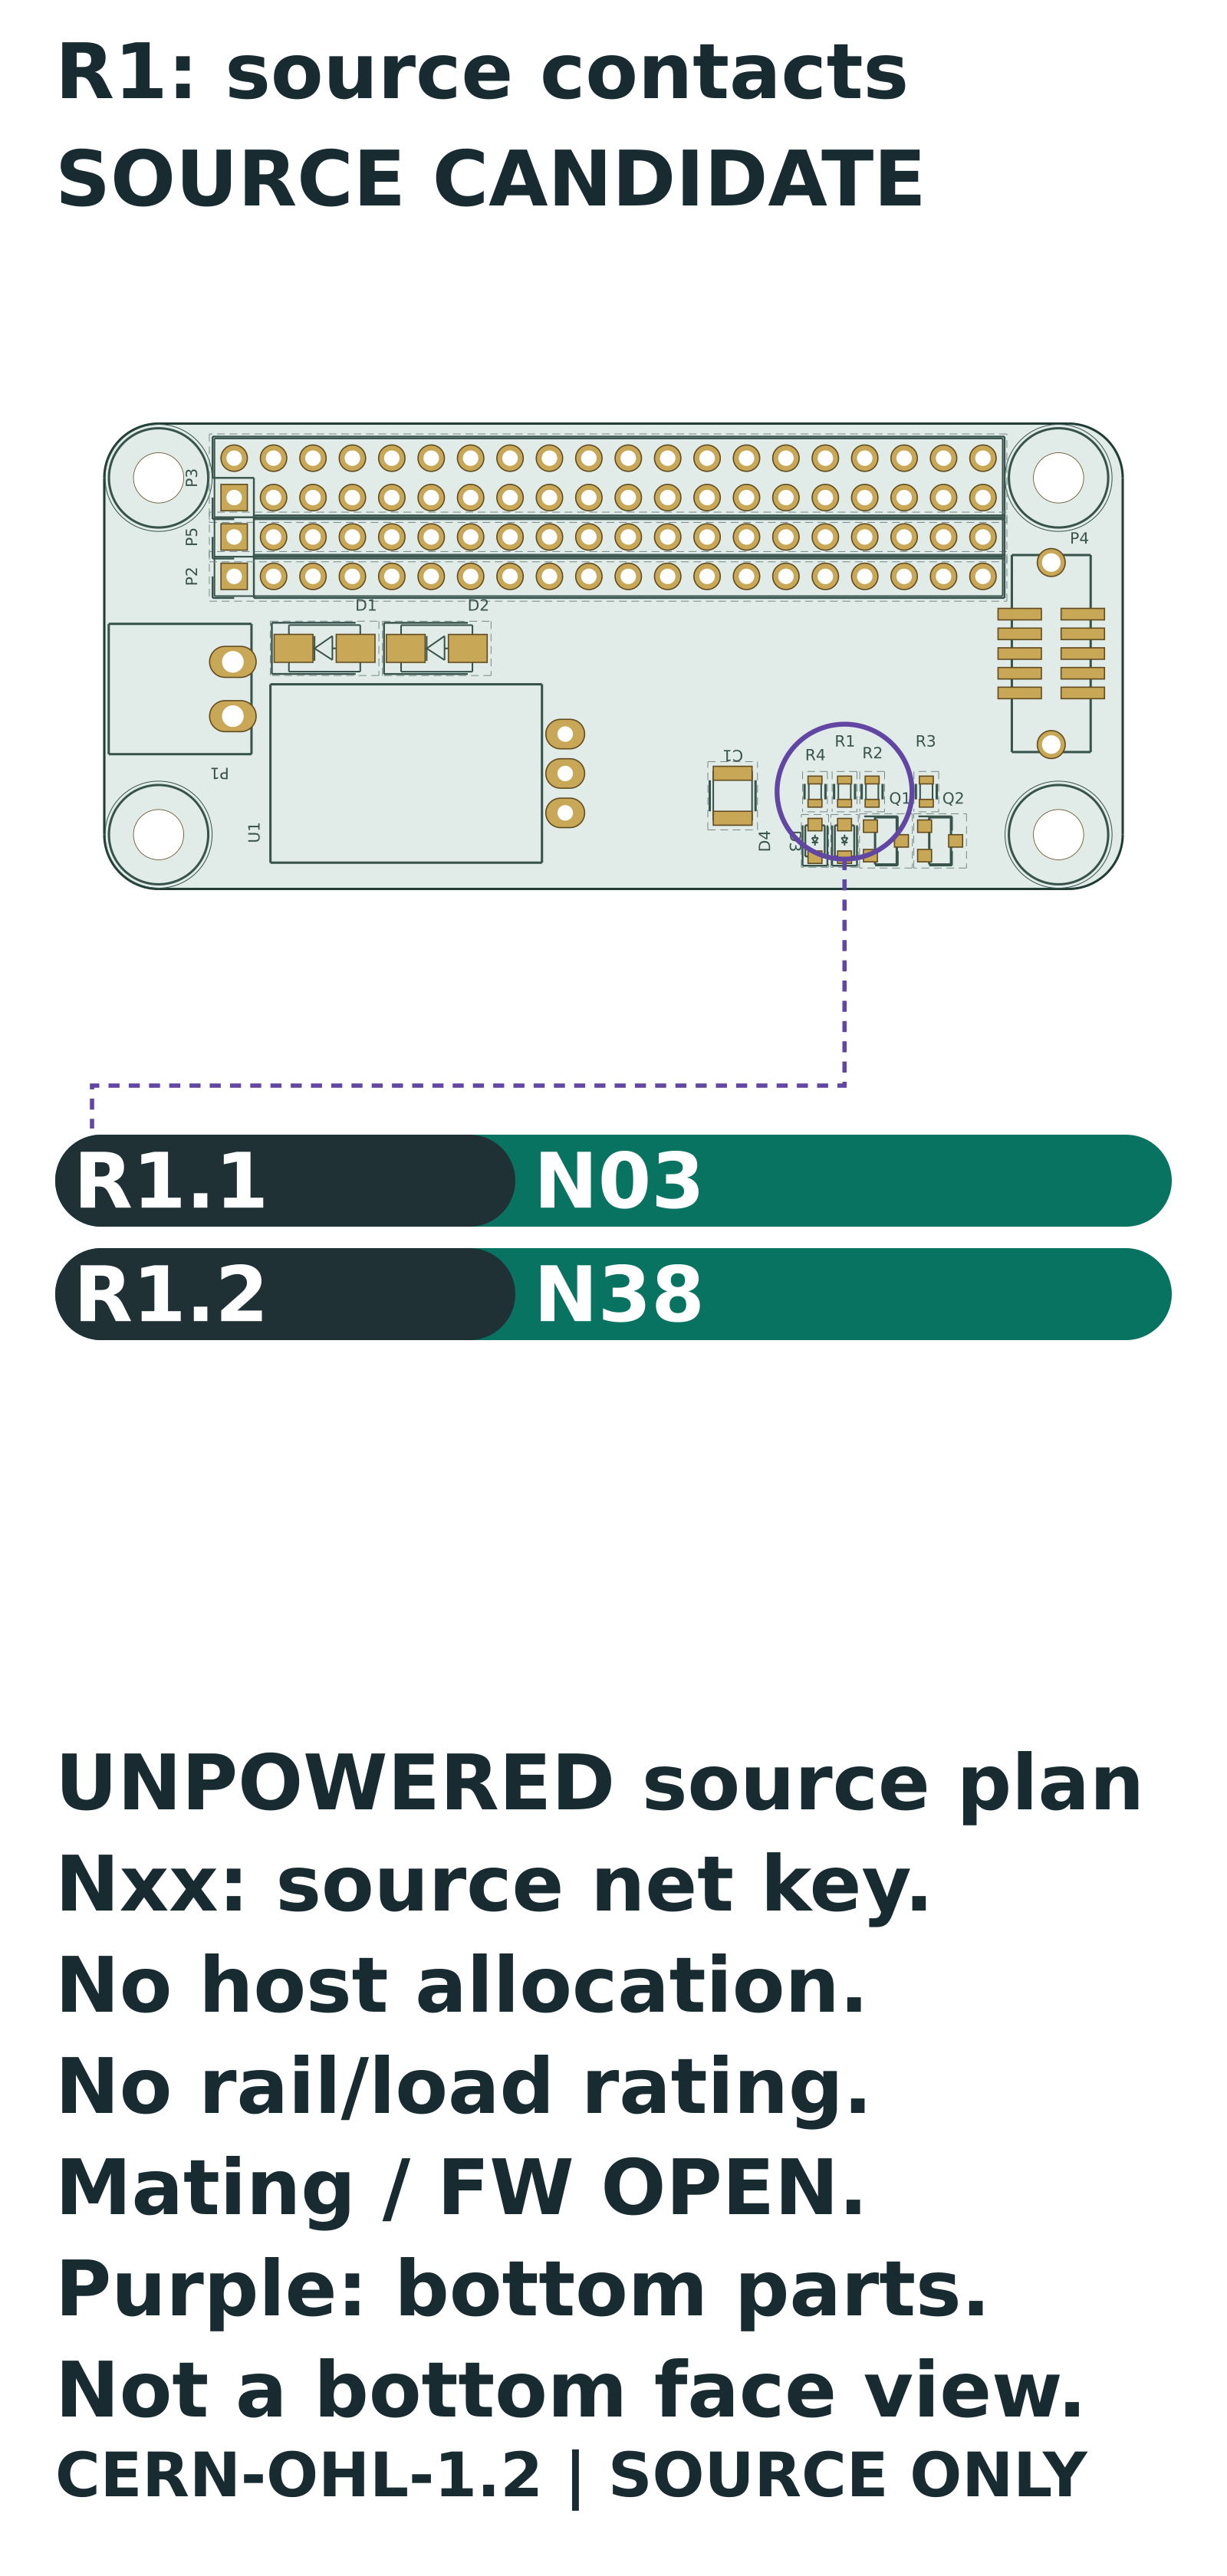 R1: source contacts
SOURCE CANDIDATE
P3
P5
P2
P4
D1
D2
P1
U1
C1
R4
R1
R2
R3
Q1
Q2
D4
D3
R1.1 N03
R1.2 N38
UNPOWERED source plan
Nxx: source net key.
No host allocation.
No rail/load rating.
Mating / FW OPEN.
Purple: bottom parts.
Not a bottom face view.
CERN-OHL-1.2 | SOURCE ONLY